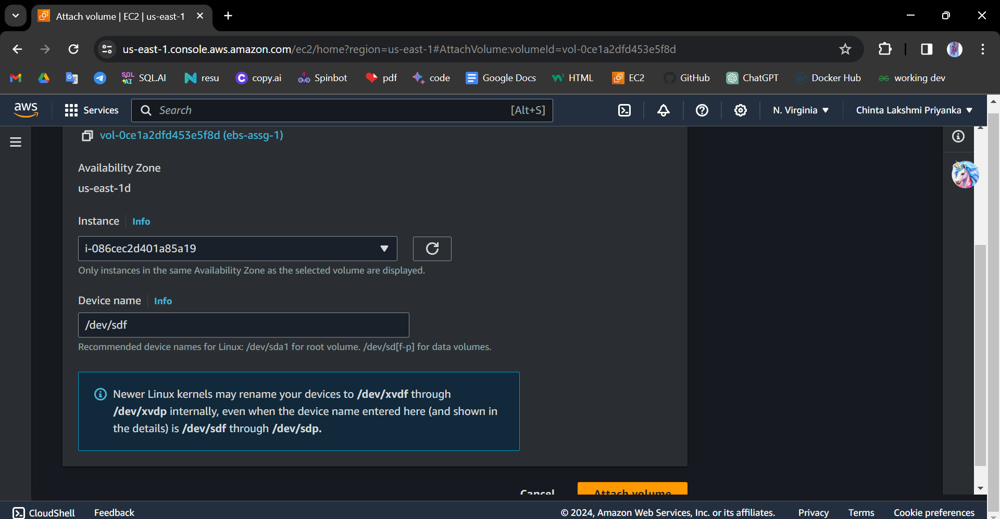 Attach volume | EC2 | us-east-1
us-east-1.console.aws.amazon.com/ec2/home?region=us-east-1#AttachVolume:volumeId=vol-0ce1a2dfd453e5f8d
SQL AI SQL.AI resu C copy.ai Spinbot pdf code Google Docs HTML EC2 GitHub ChatGPT Docker Hub working dev
aws Services Search [Alt+S] N. Virginia Chinta Lakshmi Priyanka
vol-0ce1a2dfd453e5f8d (ebs-assg-1)
Availability Zone
us-east-1d
Instance Info
i-086cec2d401a85a19
Only instances in the same Availability Zone as the selected volume are displayed.
Device name Info
/dev/sdf
Recommended device names for Linux: /dev/sda1 for root volume. /dev/sd[f-p] for data volumes.
Newer Linux kernels may rename your devices to /dev/xvdf through
/dev/xvdp internally, even when the device name entered here (and shown in
the details) is /dev/sdf through /dev/sdp.
Cancel Attach volume
CloudShell Feedback © 2024, Amazon Web Services, Inc. or its affiliates. Privacy Terms Cookie preferences